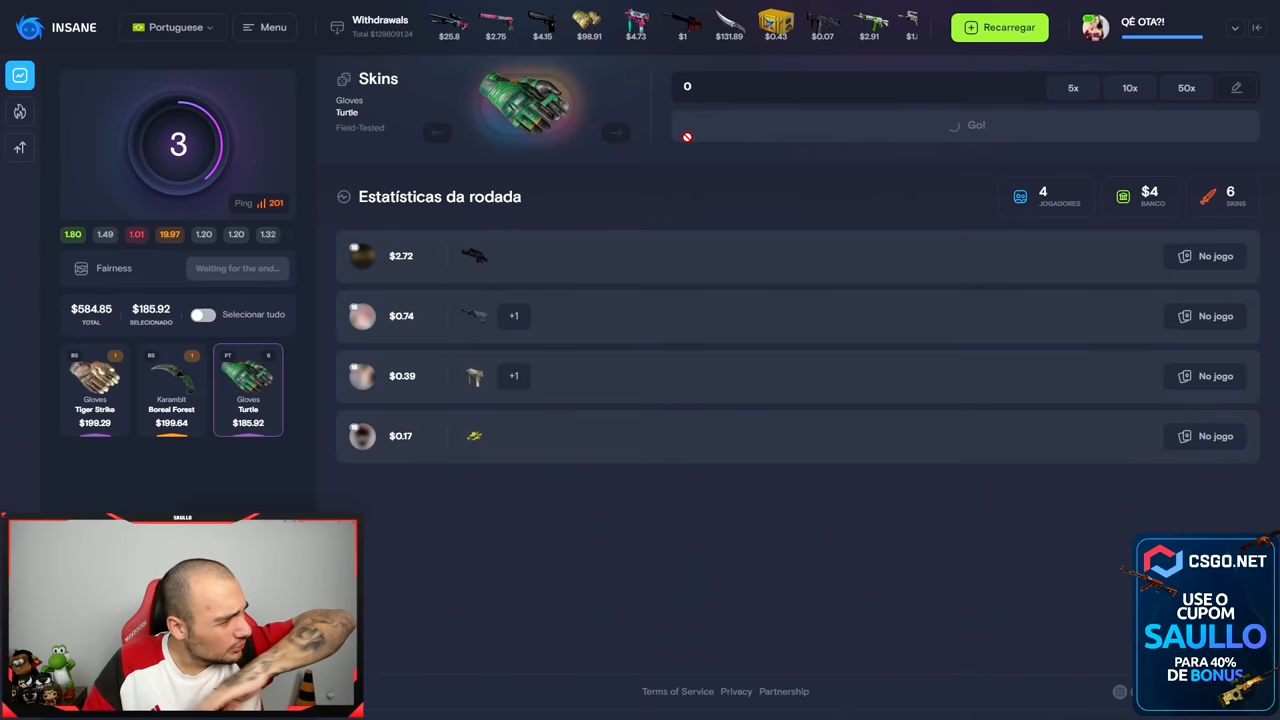 INSANE
Portuguese
Menu
Withdrawals
Total $128609124
$25.8
$2.75
$4.15
$98.91
$4.73
$1
$131.89
$0.43
$0.07
$2.91
Recarregar
QÉ OTA?!
3
Ping 201
1.80 1.49 1.01 19.97 1.20 1.20 1.32
Fairness
Waiting for the end...
$584.85 $185.92
TOTAL SELECIONADO
Selecionar tudo
BS 1
Gloves
Tiger Strike
$199.29
BS 1
Karambit
Boreal Forest
$199.64
FT 6
Gloves
Turtle
$185.92
Skins
Gloves
Turtle
Field-Tested
0
5x 10x 50x
Go!
Estatísticas da rodada
4
JOGADORES
$4
BANCO
6
SKINS
$2.72 No jogo
$0.74 +1 No jogo
$0.39 +1 No jogo
$0.17 No jogo
SAULLO
Terms of Service Privacy Partnership
CSGO.NET
USE O
CUPOM
SAULLO
PARA 40%
DE BONUS